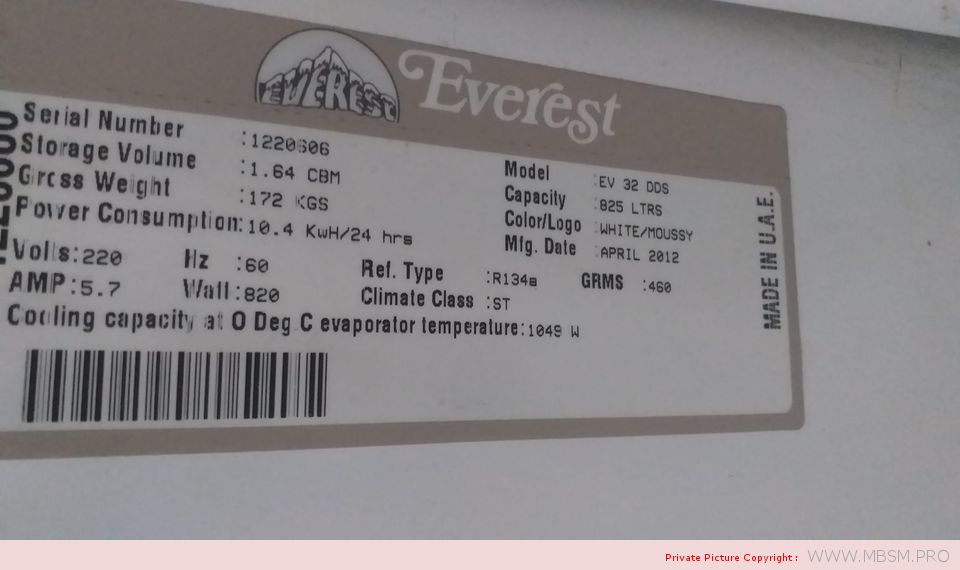 EVEREST
Everest
Serial Number :1220606
Storage Volume :1.64 CBM
Gross Weight :172 KGS
Power Consumption:10.4 KwH/24 hrs
Model :EV 32 DDS
Capacity :825 LTRS
Color/Logo :WHITE/MOUSSY
Mfg. Date :APRIL 2012
Volts:220 Hz :60
AMP:5.7 Watt:820
Ref. Type :R134a GRMS :460
Climate Class :ST
Cooling capacity at O Deg.C evaporator temperature:1049 W
MADE IN U.A.E.
Private Picture Copyright : WWW.MBSM.PRO